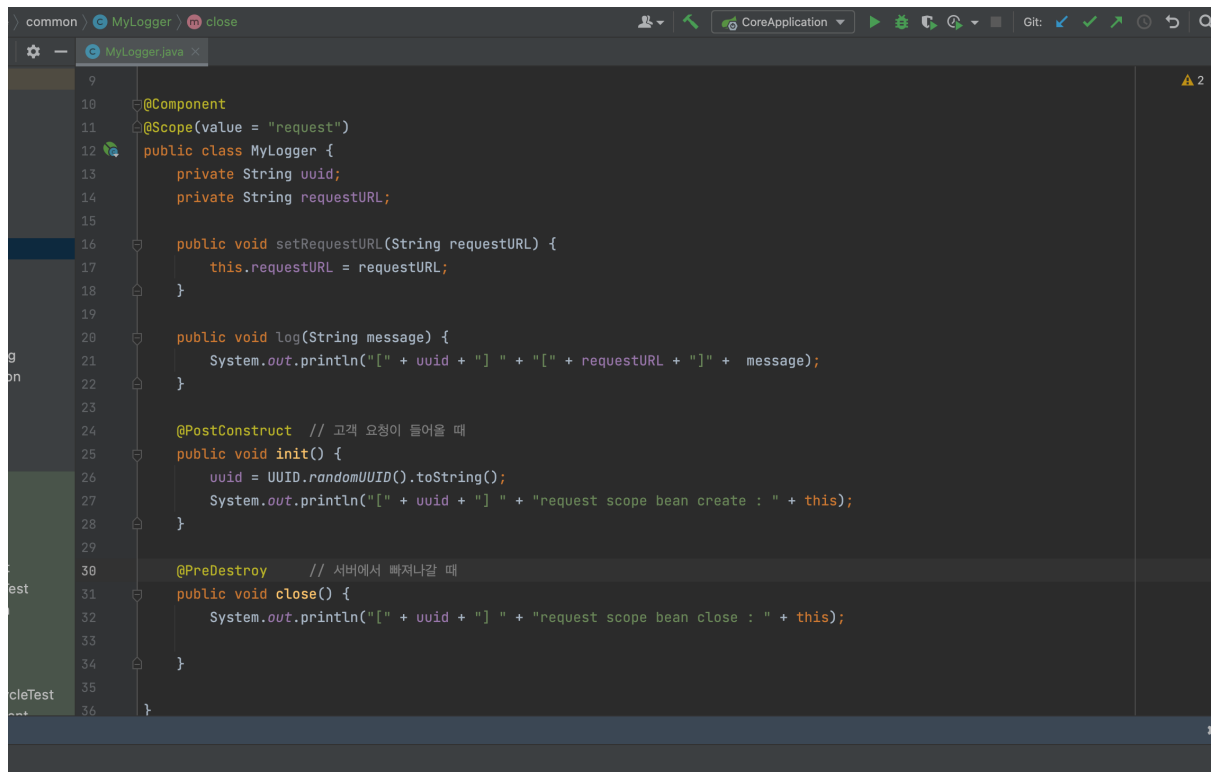 common MyLogger close CoreApplication Git:
MyLogger.java
9
10 @Component
11 @Scope(value = "request")
12 public class MyLogger {
13 private String uuid;
14 private String requestURL;
15
16 public void setRequestURL(String requestURL) {
17 this.requestURL = requestURL;
18 }
19
20 public void log(String message) {
21 System.out.println("[" + uuid + "] " + "[" + requestURL + "]" +  message);
22 }
23
24 @PostConstruct // 고객 요청이 들어올 때
25 public void init() {
26 uuid = UUID.randomUUID().toString();
27 System.out.println("[" + uuid + "] " + "request scope bean create : " + this);
28 }
29
30 @PreDestroy // 서버에서 빠져나갈 때
31 public void close() {
32 System.out.println("[" + uuid + "] " + "request scope bean close : " + this);
33
34 }
35
36 }
2
g
on
est
cleTest